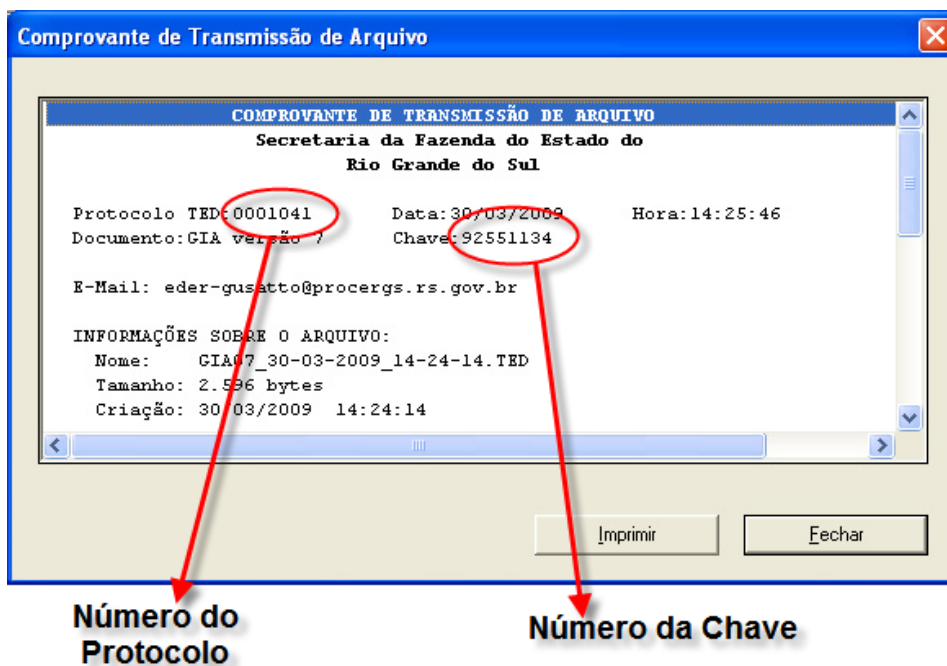 Comprovante de Transmissão de Arquivo
COMPROVANTE DE TRANSMISSÃO DE ARQUIVO
Secretaria da Fazenda do Estado do
Rio Grande do Sul
Protocolo TED:0001041 Data:30/03/2009 Hora:14:25:46
Documento:GIA versão 7 Chave:92551134
E-Mail: eder-gusatto@procergs.rs.gov.br
INFORMAÇÕES SOBRE O ARQUIVO:
Nome: GIA07_30-03-2009_14-24-14.TED
Tamanho: 2.596 bytes
Criação: 30/03/2009 14:24:14
Imprimir Fechar
Número do Protocolo
Número da Chave